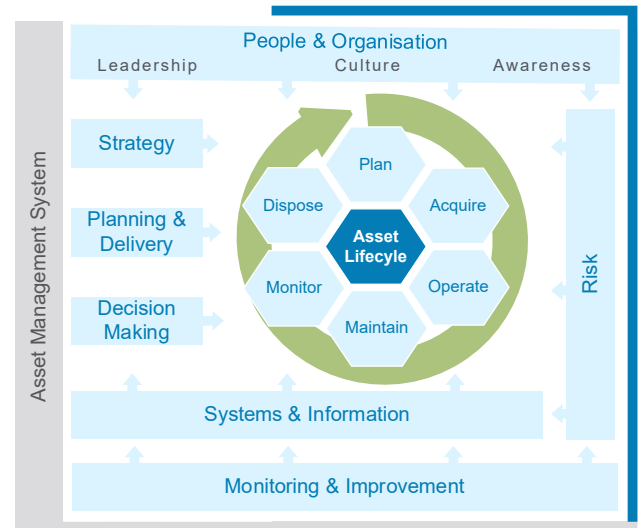 People & Organisation
Leadership Culture Awareness
Asset Management System
Strategy
Planning &
Delivery
Decision
Making
Plan
Acquire
Operate
Maintain
Monitor
Dispose
Asset
Lifecyle
Risk
Systems & Information
Monitoring & Improvement